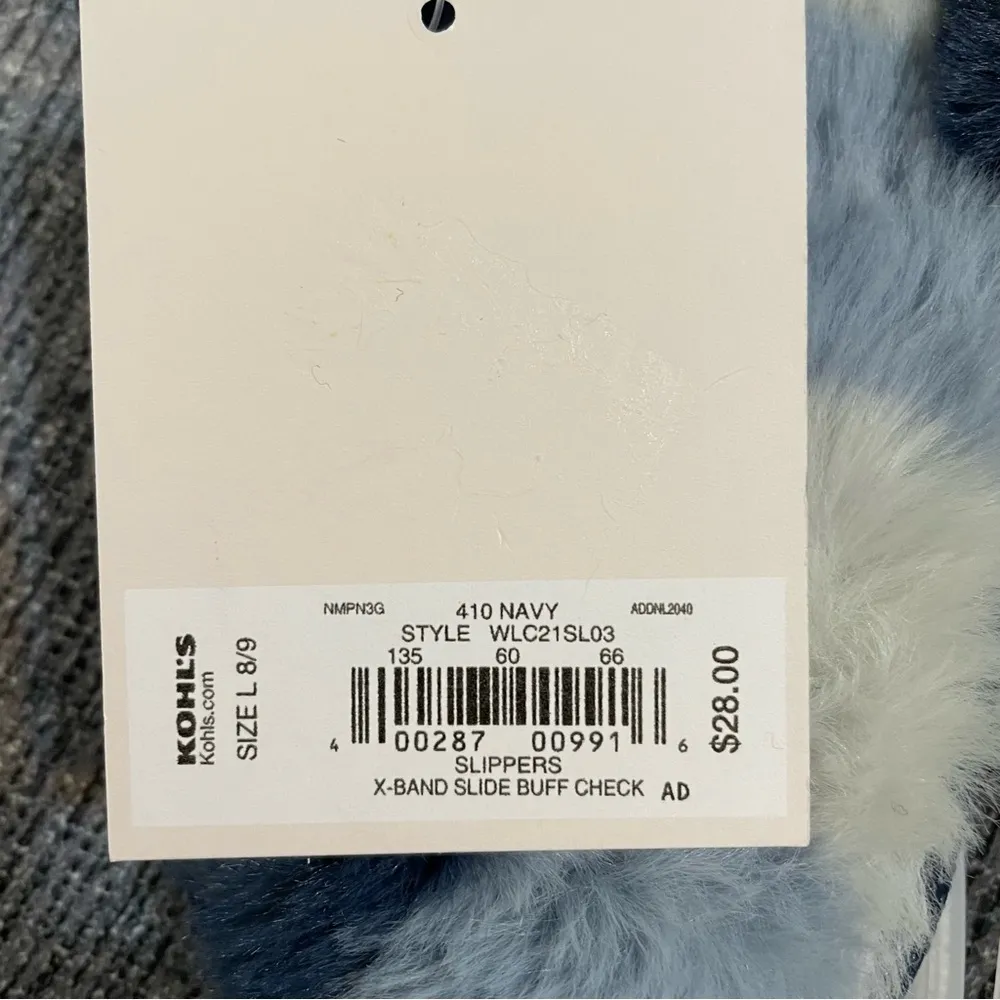 NMPN3G 410 NAVY ADDNL2040
STYLE WLC21SL03
135 60 66
4 00287 00991 6
SLIPPERS
X-BAND SLIDE BUFF CHECK AD
KOHL'S
Kohls.com
SIZE L 8/9
$28.00